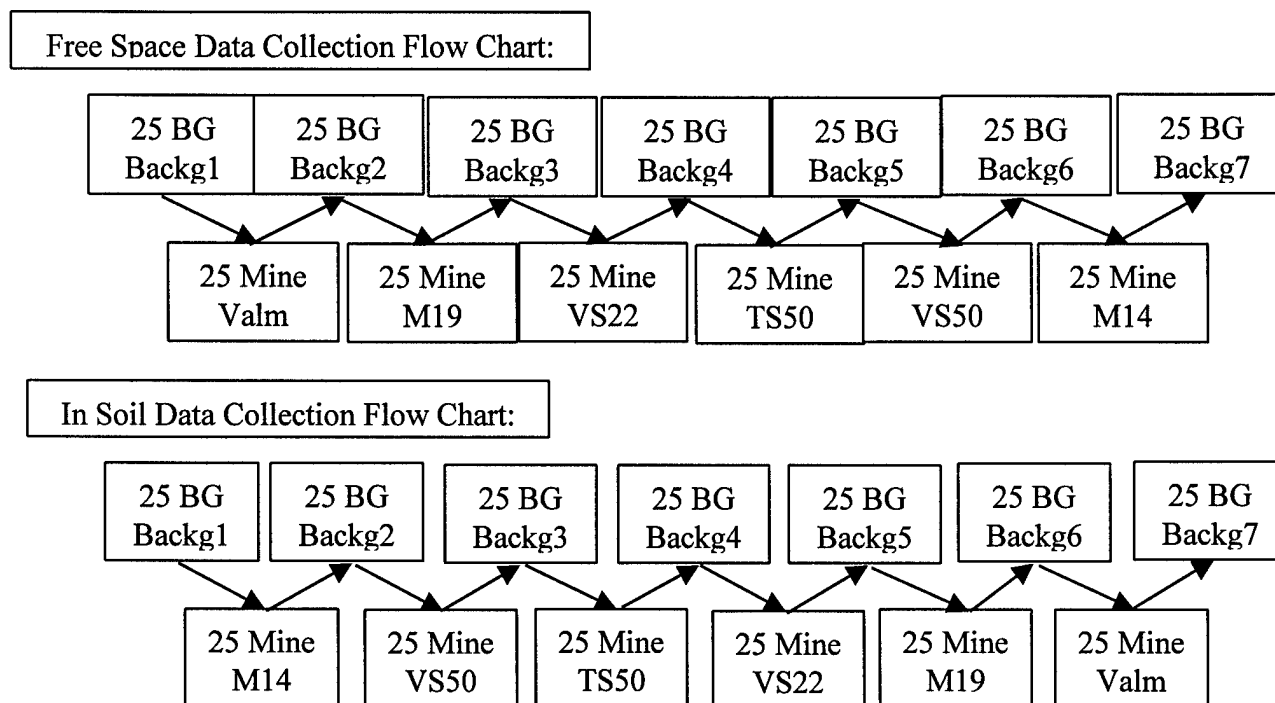 Free Space Data Collection Flow Chart:
25 BG
Backg1
25 BG
Backg2
25 BG
Backg3
25 BG
Backg4
25 BG
Backg5
25 BG
Backg6
25 BG
Backg7
25 Mine
Valm
25 Mine
M19
25 Mine
VS22
25 Mine
TS50
25 Mine
VS50
25 Mine
M14
In Soil Data Collection Flow Chart:
25 BG
Backg1
25 BG
Backg2
25 BG
Backg3
25 BG
Backg4
25 BG
Backg5
25 BG
Backg6
25 BG
Backg7
25 Mine
M14
25 Mine
VS50
25 Mine
TS50
25 Mine
VS22
25 Mine
M19
25 Mine
Valm